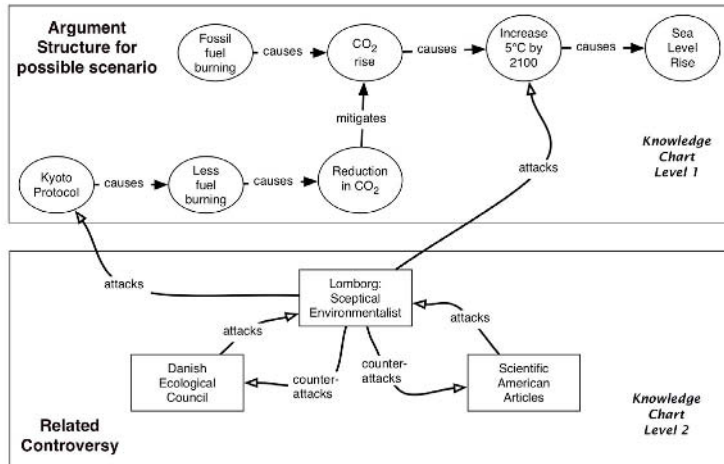 Argument
Structure for
possible scenario
Fossil
fuel
burning
causes
CO2
rise
causes
Increase
5°C by
2100
causes
Sea
Level
Rise
mitigates
attacks
Knowledge
Chart
Level 1
Kyoto
Protocol
causes
Less
fuel
burning
causes
Reduction
in CO2
attacks
Lomborg:
Sceptical
Environmentalist
attacks
attacks
Danish
Ecological
Council
counter-
attacks
counter-
attacks
Scientific
American
Articles
Related
Controversy
Knowledge
Chart
Level 2